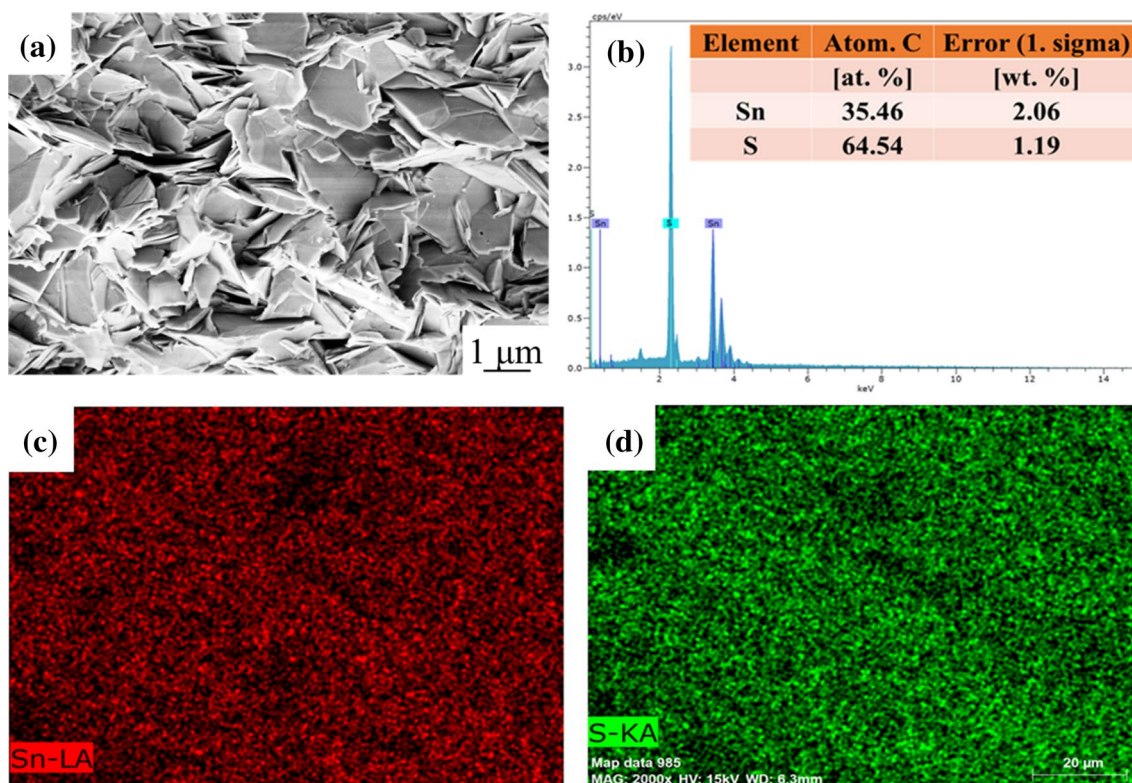 (a)
1 μm
(b)
cps/eV
Element Atom. C Error (1. sigma)
[at. %] [wt. %]
Sn 35.46 2.06
S 64.54 1.19
3.0
2.5
2.0
1.5
1.0
0.5
0.0
S
Sn
S
Sn
2 4 6 8 10 12 14
keV
(c)
Sn-LA
(d)
S-KA
Map data 985
MAG: 2000x HV: 15kV WD: 6.3mm
20 μm